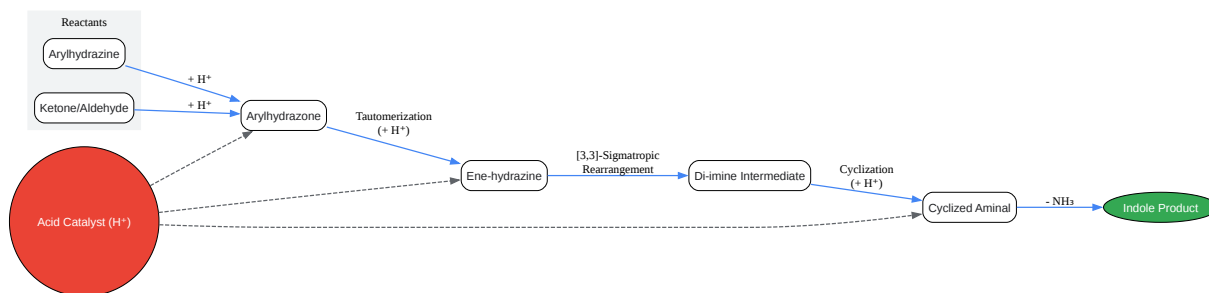 Reactants
Arylhydrazine
+ H⁺
Ketone/Aldehyde
+ H⁺
Arylhydrazone
Tautomerization
(+ H⁺)
Ene-hydrazine
[3,3]-Sigmatropic
Rearrangement
Di-imine Intermediate
Cyclization
(+ H⁺)
Cyclized Aminal
- NH₃
Indole Product
Acid Catalyst (H⁺)